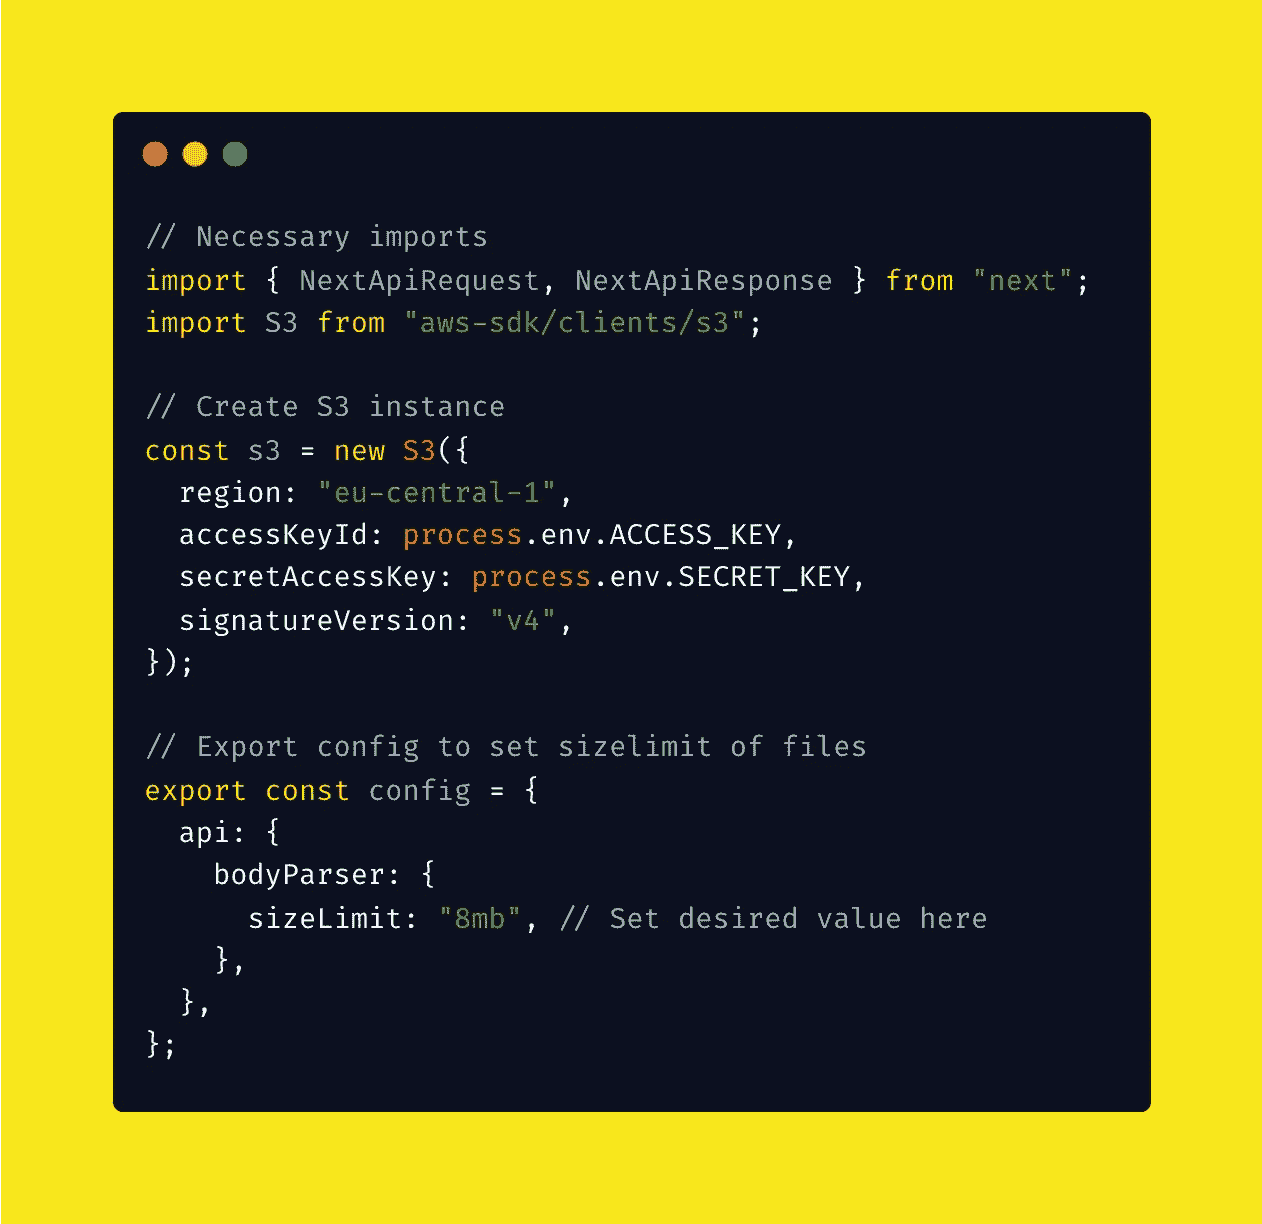 // Necessary imports
import { NextApiRequest, NextApiResponse } from "next";
import S3 from "aws-sdk/clients/s3";
// Create S3 instance
const s3 = new S3({
  region: "eu-central-1",
  accessKeyId: process.env.ACCESS_KEY,
  secretAccessKey: process.env.SECRET_KEY,
  signatureVersion: "v4",
});
// Export config to set sizelimit of files
export const config = {
  api: {
    bodyParser: {
      sizeLimit: "8mb", // Set desired value here
    },
  },
};